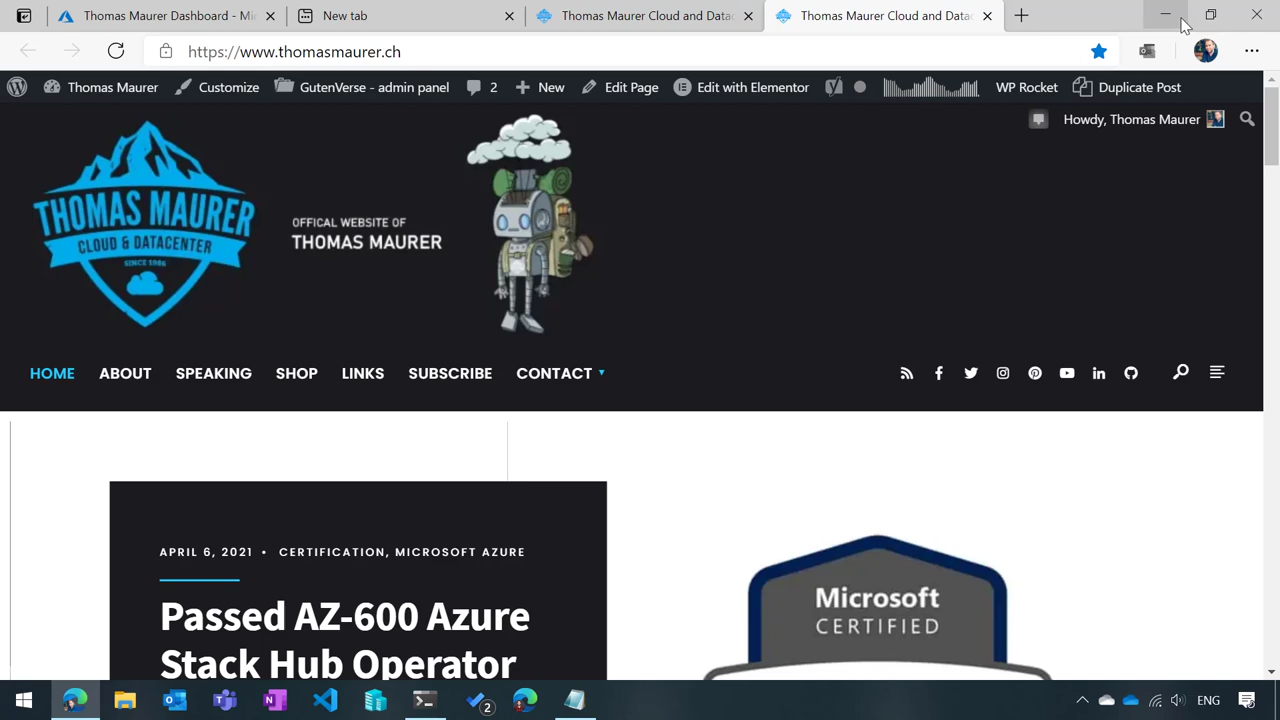 Thomas Maurer Dashboard - Mi
New tab
Thomas Maurer Cloud and Data
Thomas Maurer Cloud and Data
https://www.thomasmaurer.ch
Thomas Maurer
Customize
GutenVerse - admin panel
2
New
Edit Page
Edit with Elementor
WP Rocket
Duplicate Post
Howdy, Thomas Maurer
THOMAS MAURER
CLOUD & DATACENTER
SINCE 1986
OFFICAL WEBSITE OF
THOMAS MAURER
HOME
ABOUT
SPEAKING
SHOP
LINKS
SUBSCRIBE
CONTACT
APRIL 6, 2021 • CERTIFICATION, MICROSOFT AZURE
Passed AZ-600 Azure
Stack Hub Operator
Microsoft
CERTIFIED
2
ENG